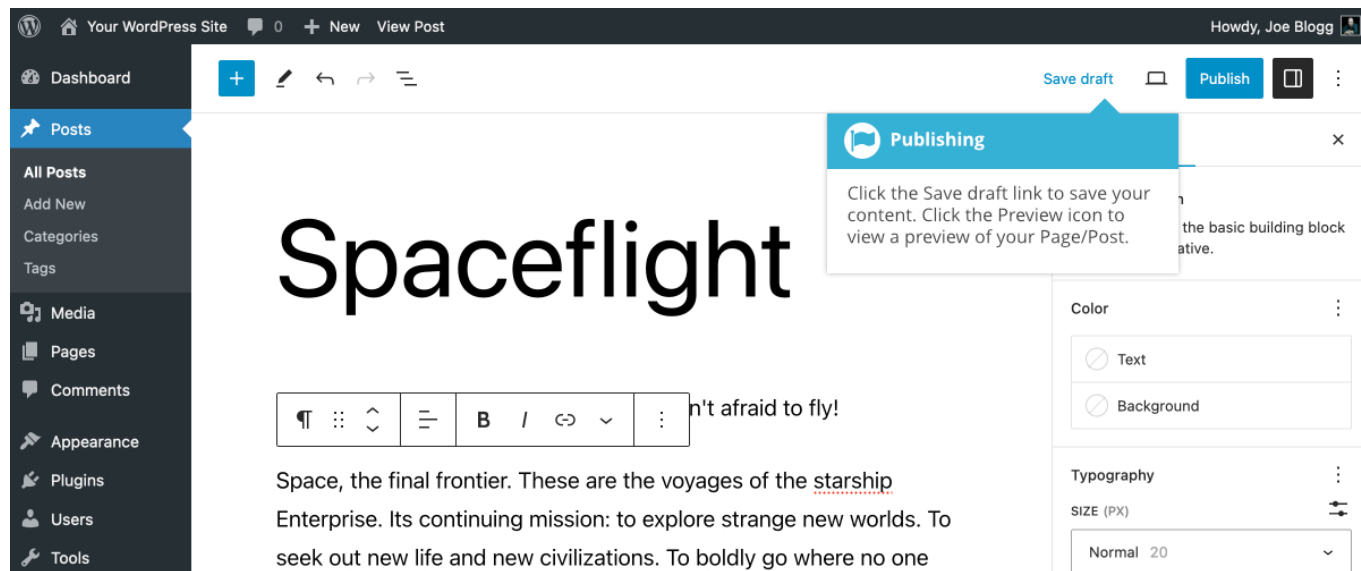 Your WordPress Site 0 New View Post Howdy, Joe Blogg
Dashboard
Save draft Publish
Posts
Publishing
All Posts
Add New
Categories
Tags
Click the Save draft link to save your
content. Click the Preview icon to
view a preview of your Page/Post.
the basic building block
ative.
Spaceflight
Media
Pages
Comments
Appearance
Plugins
Users
Tools
B I
n't afraid to fly!
Space, the final frontier. These are the voyages of the starship
Enterprise. Its continuing mission: to explore strange new worlds. To
seek out new life and new civilizations. To boldly go where no one
Color
Text
Background
Typography
SIZE (PX)
Normal 20